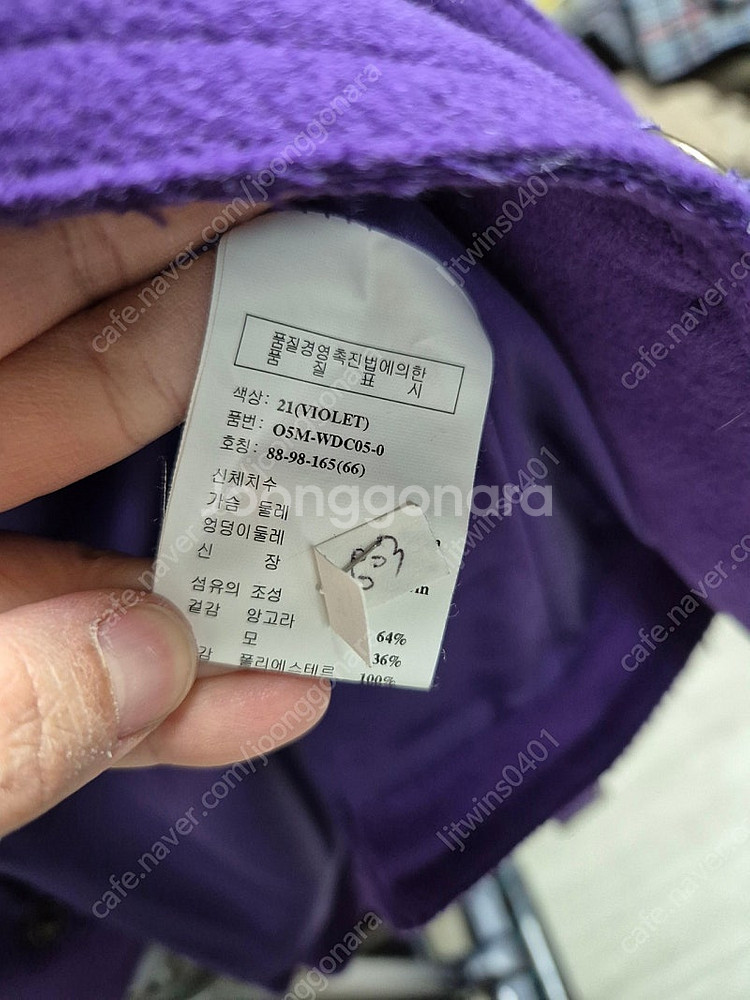 품질경영촉진법에의한
품 질 표 시
색상: 21(VIOLET)
품번: O5M-WDC05-0
호칭: 88-98-165(66)
신체치수
가슴 둘레
엉덩이둘레
신 장
섬유의 조성
겉감 앙고라 64%
모 36%
감 폴리에스테르 100%
joonggonara
cafe.naver.com/joonggonara
ljtwins0401